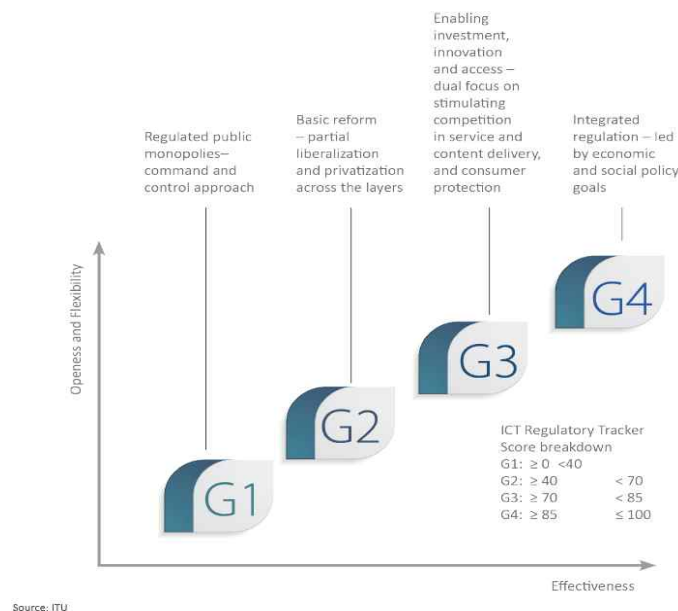 Enabling
investment,
innovation
and access –
dual focus on
stimulating
competition
in service and
content delivery,
and consumer
protection
Basic reform
– partial
liberalization
and privatization
across the layers
Integrated
regulation – led
by economic
and social policy
goals
Regulated public
monopolies–
command and
control approach
Openess and Flexibility
G4
G3
G2
G1
ICT Regulatory Tracker
Score breakdown
G1: ≥ 0 <40
G2: ≥ 40 < 70
G3: ≥ 70 < 85
G4: ≥ 85 ≤ 100
Effectiveness
Source: ITU